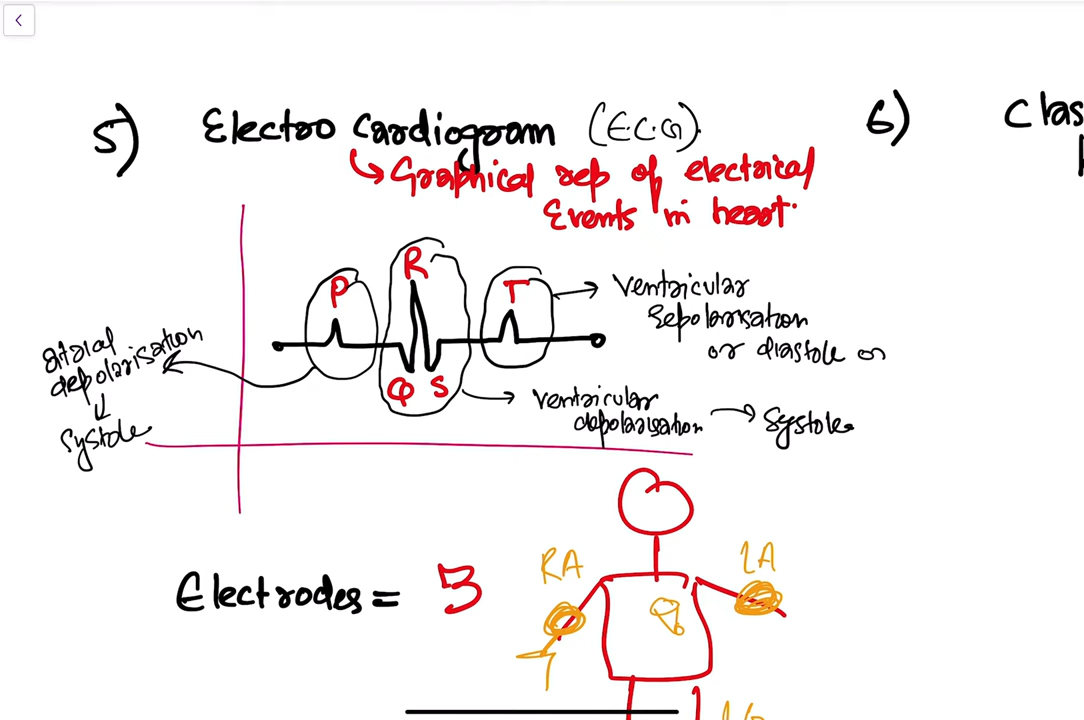 5) Electro Cardiogram (E.C.G).
↳ Graphical rep of electrical
Events in heart.
6) Clas
P
R
T
Q
S
→ Ventricular
Repolarisation
or diastole or
atrial
depolarisation
↓
Systole
→ Ventricular
depolarisation → Systole
Electrodes = 3
RA
LA